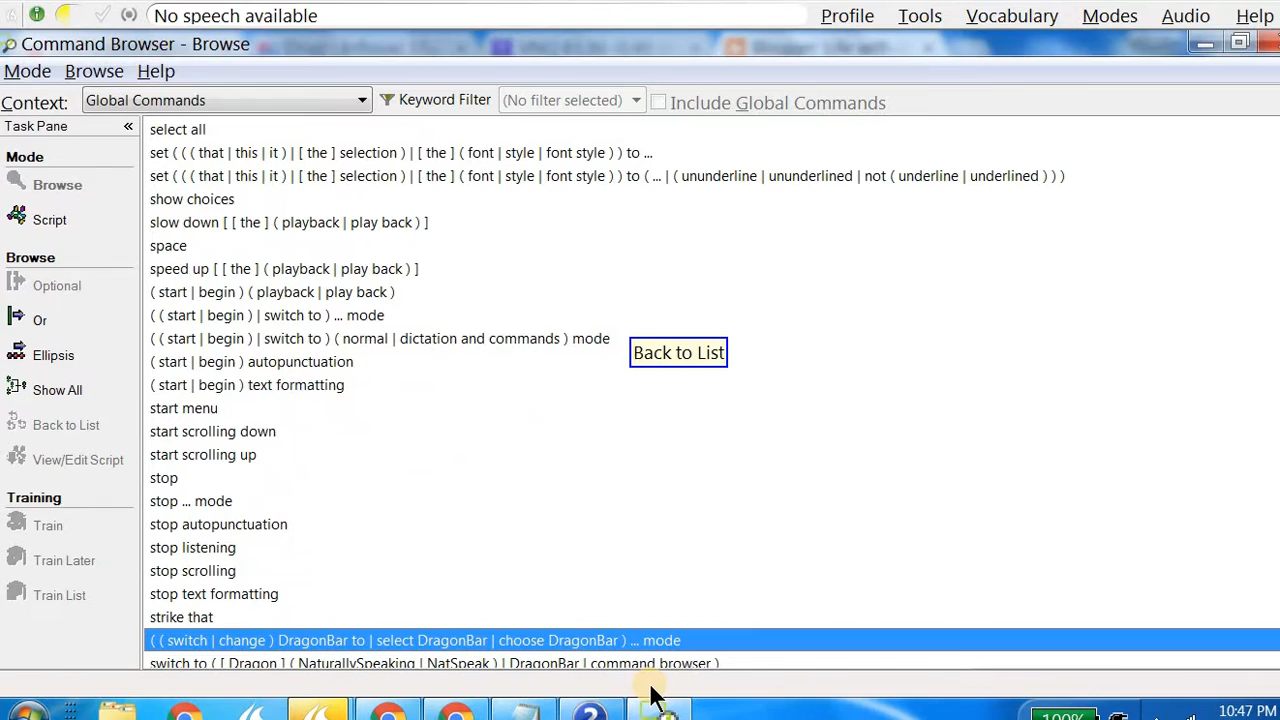 No speech available
Profile Tools Vocabulary Modes Audio Help
Command Browser - Browse
Mode Browse Help
Context: Global Commands Keyword Filter (No filter selected) Include Global Commands
Task Pane «
Mode
Browse
Script
Browse
Optional
Or
Ellipsis
Show All
Back to List
View/Edit Script
Training
Train
Train Later
Train List
select all
set ( ( ( that | this | it ) | [ the ] selection ) | [ the ] ( font | style | font style ) ) to ...
set ( ( ( that | this | it ) | [ the ] selection ) | [ the ] ( font | style | font style ) ) to ( ... | ( ununderline | ununderlined | not ( underline | underlined ) ) )
show choices
slow down [ [ the ] ( playback | play back ) ]
space
speed up [ [ the ] ( playback | play back ) ]
( start | begin ) ( playback | play back )
( ( start | begin ) | switch to ) ... mode
( ( start | begin ) | switch to ) ( normal | dictation and commands ) mode
Back to List
( start | begin ) autopunctuation
( start | begin ) text formatting
start menu
start scrolling down
start scrolling up
stop
stop ... mode
stop autopunctuation
stop listening
stop scrolling
stop text formatting
strike that
( ( switch | change ) DragonBar to | select DragonBar | choose DragonBar ) ... mode
switch to ( [ Dragon ] ( NaturallySpeaking | NatSpeak ) | DragonBar | command browser )
100% 10:47 PM